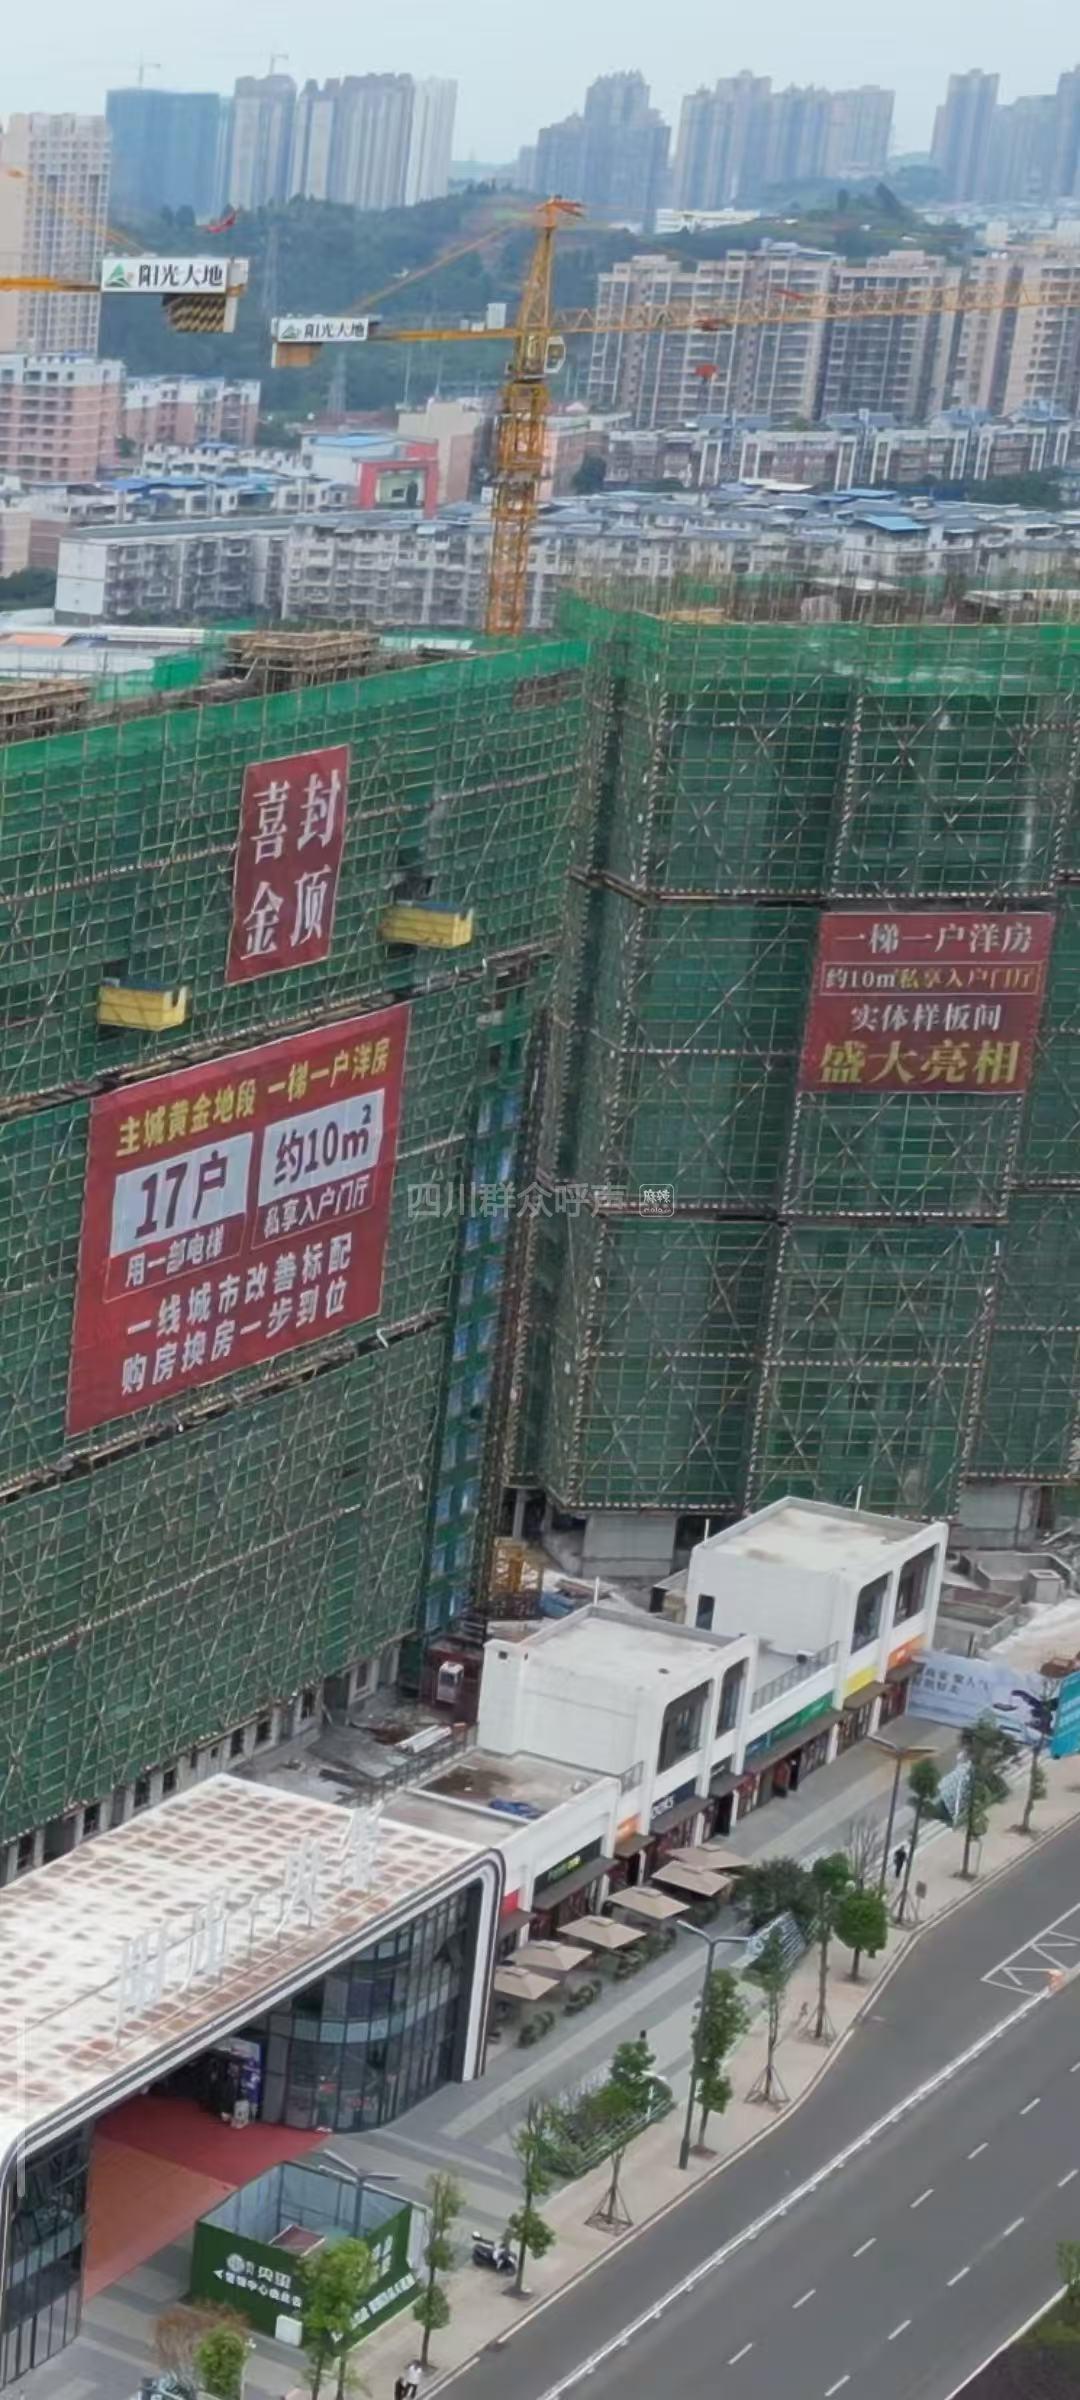 阳光大地
阳光大地
喜封
金顶
一梯一户洋房
约10㎡私享入户门厅
实体样板间
盛大亮相
主城黄金地段 一梯一户洋房
17户
用一部电梯
约10m²
私享入户门厅
一线城市改善标配
购房换房一步到位
四川群众呼声 麻辣